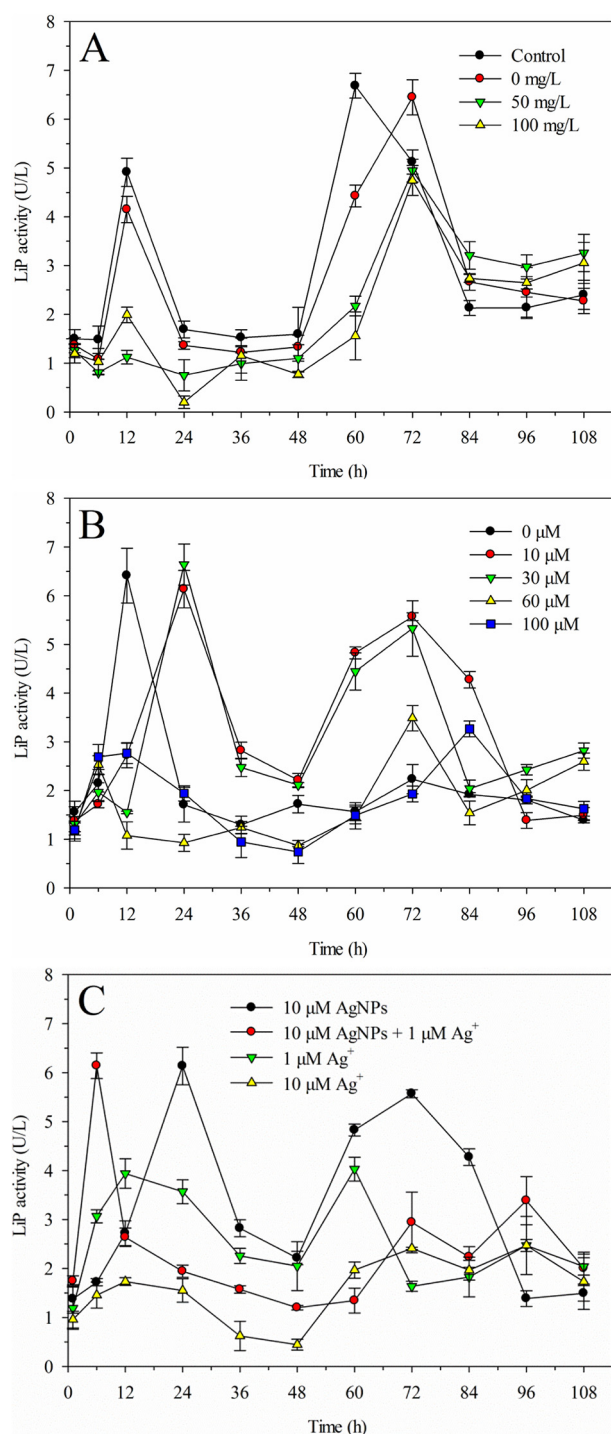 A
Control
0 mg/L
50 mg/L
100 mg/L
LiP activity (U/L)
8
7
6
5
4
3
2
1
0
0 12 24 36 48 60 72 84 96 108
Time (h)
B
0 μM
10 μM
30 μM
60 μM
100 μM
LiP activity (U/L)
8
7
6
5
4
3
2
1
0
0 12 24 36 48 60 72 84 96 108
Time (h)
C
10 μM AgNPs
10 μM AgNPs + 1 μM Ag⁺
1 μM Ag⁺
10 μM Ag⁺
LiP activity (U/L)
8
7
6
5
4
3
2
1
0
0 12 24 36 48 60 72 84 96 108
Time (h)